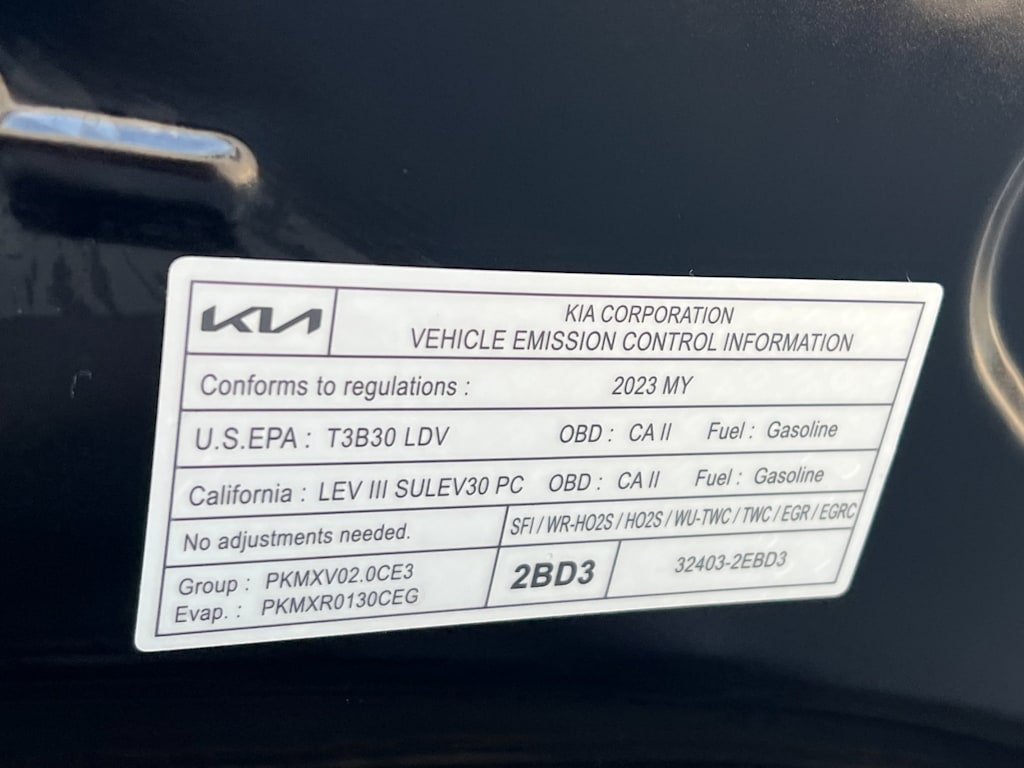 KIA
KIA CORPORATION
VEHICLE EMISSION CONTROL INFORMATION
Conforms to regulations : 2023 MY
U.S.EPA : T3B30 LDV OBD : CA II Fuel : Gasoline
California : LEV III SULEV30 PC OBD : CA II Fuel : Gasoline
No adjustments needed.
SFI / WR-HO2S / HO2S / WU-TWC / TWC / EGR / EGRC
Group : PKMXV02.0CE3
Evap. : PKMXR0130CEG
2BD3
32403-2EBD3